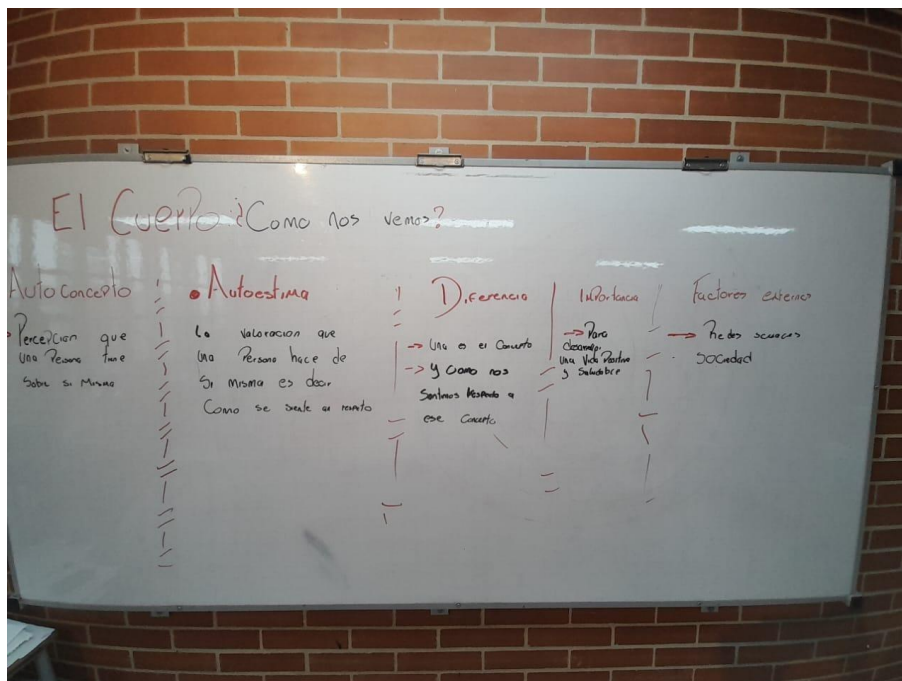 El Cuerpo ¿Como nos vemos?
Auto concepto
Percepcion que
una Persona tiene
Sobre si Misma
• Autoestima
La valoracion que
una Persona hace de
Si misma es decir
Como se siente al respecto
Diferencia
→ Una es el Concepto
→ Y Como nos
Sentimos Respecto a
ese Concepto
Importancia
→ Para
desarrollar
una Vida Positiva
y Saludable
Factores externos
→ Redes sociales
. Sociedad